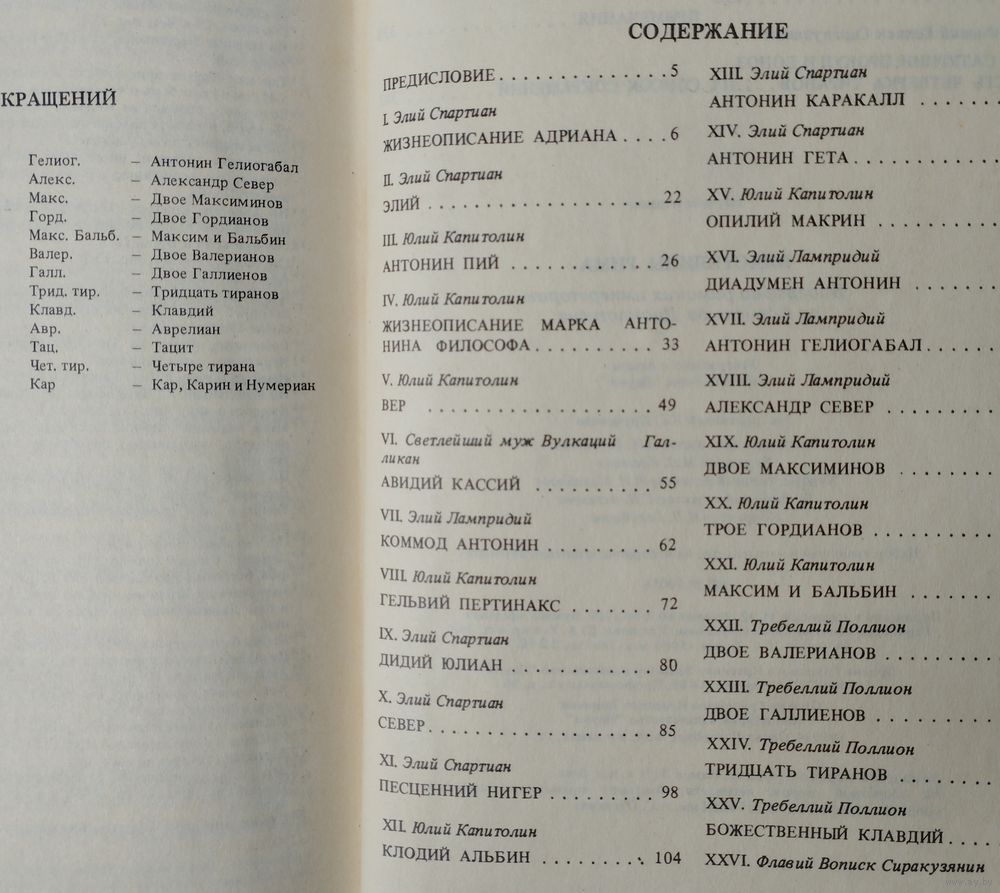 КРАЩЕНИЙ
Гелиог. – Антонин Гелиогабал
Алекс. – Александр Север
Макс. – Двое Максиминов
Горд. – Двое Гордианов
Макс. Бальб. – Максим и Бальбин
Валер. – Двое Валерианов
Галл. – Двое Галлиенов
Трид. тир. – Тридцать тиранов
Клавд. – Клавдий
Авр. – Аврелиан
Тац. – Тацит
Чет. тир. – Четыре тирана
Кар – Кар, Карин и Нумериан
СОДЕРЖАНИЕ
ПРЕДИСЛОВИЕ . . . . . . . . . . . . . 5
I. Элий Спартиан
ЖИЗНЕОПИСАНИЕ АДРИАНА . . . . 6
II. Элий Спартиан
ЭЛИЙ . . . . . . . . . . . . . . . . . . 22
III. Юлий Капитолин
АНТОНИН ПИЙ . . . . . . . . . . . 26
IV. Юлий Капитолин
ЖИЗНЕОПИСАНИЕ МАРКА АНТО-
НИНА ФИЛОСОФА . . . . . . . . . 33
V. Юлий Капитолин
ВЕР . . . . . . . . . . . . . . . . . 49
VI. Светлейший муж Вулкаций Гал-
ликан
АВИДИЙ КАССИЙ . . . . . . . . . 55
VII. Элий Лампридий
КОММОД АНТОНИН . . . . . . . . 62
VIII. Юлий Капитолин
ГЕЛЬВИЙ ПЕРТИНАКС . . . . . . 72
IX. Элий Спартиан
ДИДИЙ ЮЛИАН . . . . . . . . . . . 80
X. Элий Спартиан
СЕВЕР . . . . . . . . . . . . . . . . . 85
XI. Элий Спартиан
ПЕСЦЕННИЙ НИГЕР . . . . . . . . 98
XII. Юлий Капитолин
КЛОДИЙ АЛЬБИН . . . . . . . . 104
XIII. Элий Спартиан
АНТОНИН КАРАКАЛЛ . . . . . .
XIV. Элий Спартиан
АНТОНИН ГЕТА . . . . . . . . . . .
XV. Юлий Капитолин
ОПИЛИЙ МАКРИН . . . . . . . . .
XVI. Элий Лампридий
ДИАДУМЕН АНТОНИН . . . . . .
XVII. Элий Лампридий
АНТОНИН ГЕЛИОГАБАЛ . . . . .
XVIII. Элий Лампридий
АЛЕКСАНДР СЕВЕР . . . . . . . .
XIX. Юлий Капитолин
ДВОЕ МАКСИМИНОВ . . . . . . .
XX. Юлий Капитолин
ТРОЕ ГОРДИАНОВ . . . . . . . . .
XXI. Юлий Капитолин
МАКСИМ И БАЛЬБИН . . . . . .
XXII. Требеллий Поллион
ДВОЕ ВАЛЕРИАНОВ . . . . . . . .
XXIII. Требеллий Поллион
ДВОЕ ГАЛЛИЕНОВ . . . . . . . . .
XXIV. Требеллий Поллион
ТРИДЦАТЬ ТИРАНОВ . . . . . . .
XXV. Требеллий Поллион
БОЖЕСТВЕННЫЙ КЛАВДИЙ . . . .
XXVI. Флавий Вописк Сиракузянин